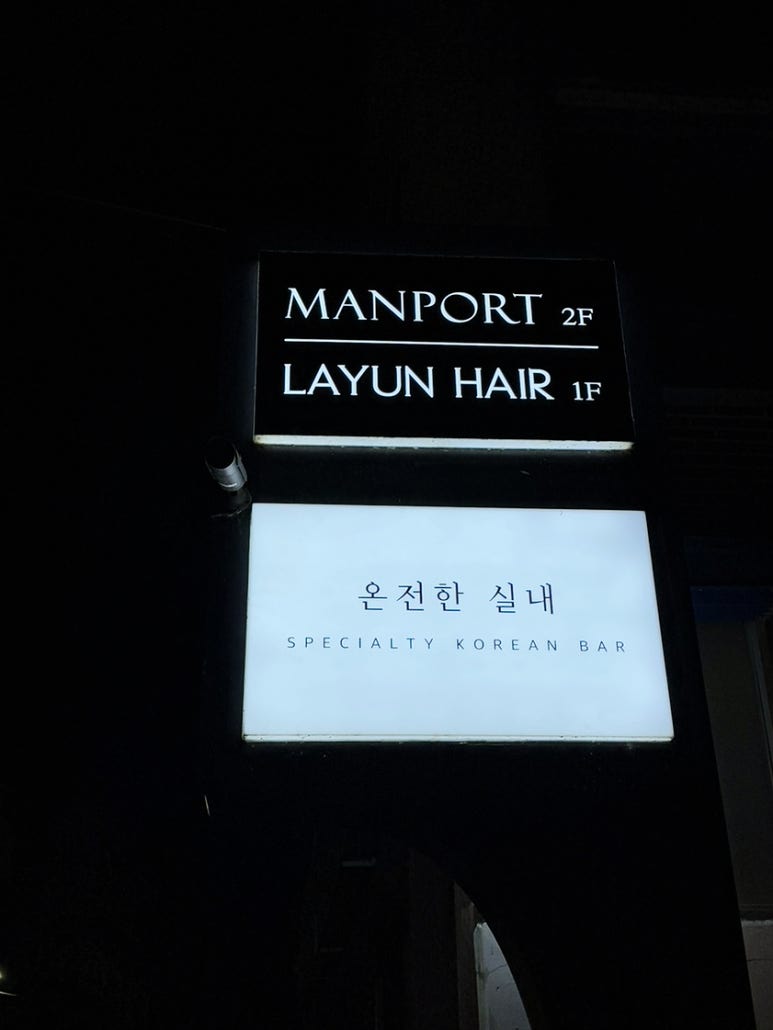 MANPORT 2F
LAYUN HAIR 1F
온전한 실내
SPECIALTY KOREAN BAR